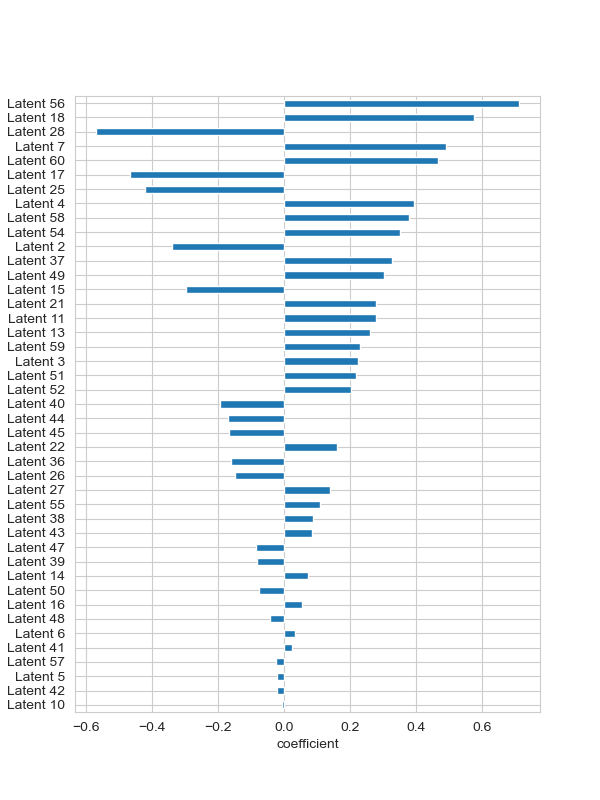 Latent 56
Latent 18
Latent 28
Latent 7
Latent 60
Latent 17
Latent 25
Latent 4
Latent 58
Latent 54
Latent 2
Latent 37
Latent 49
Latent 15
Latent 21
Latent 11
Latent 13
Latent 59
Latent 3
Latent 51
Latent 52
Latent 40
Latent 44
Latent 45
Latent 22
Latent 36
Latent 26
Latent 27
Latent 55
Latent 38
Latent 43
Latent 47
Latent 39
Latent 14
Latent 50
Latent 16
Latent 48
Latent 6
Latent 41
Latent 57
Latent 5
Latent 42
Latent 10
−0.6 −0.4 −0.2 0.0 0.2 0.4 0.6
coefficient